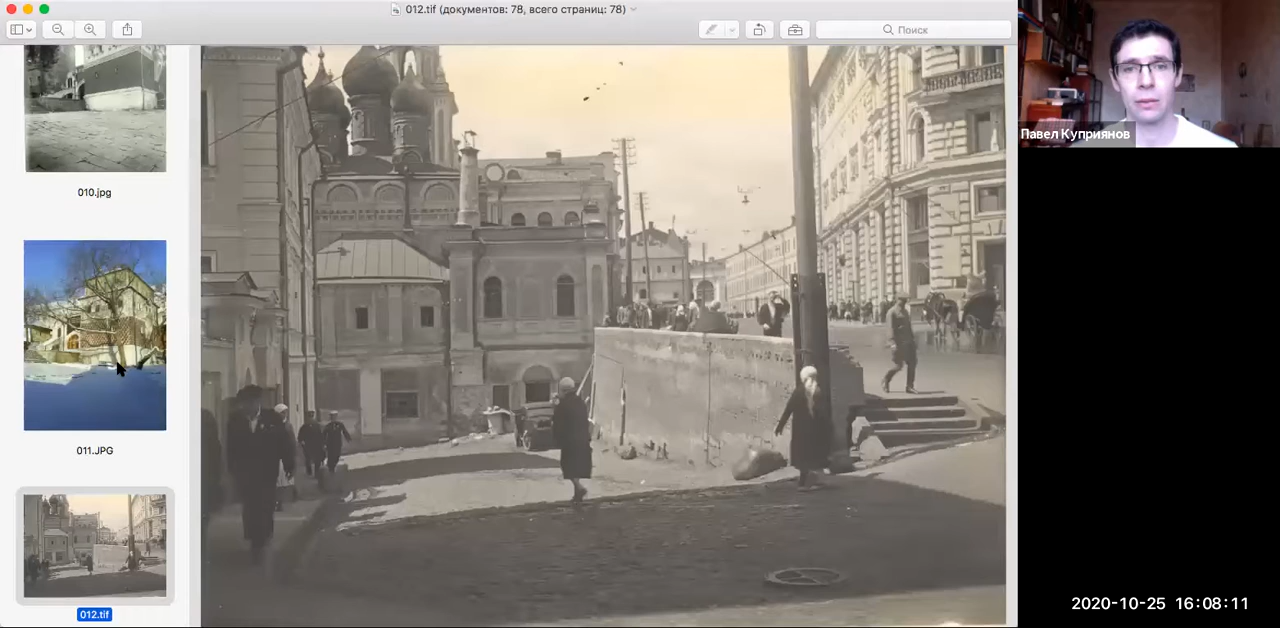 012.tif (документов: 78, всего страниц: 78)
Поиск
010.jpg
011.JPG
012.tif
Павел Куприянов
2020-10-25 16:08:11